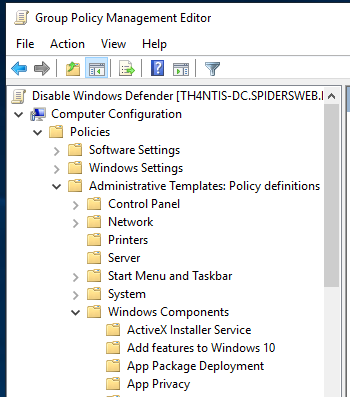 Group Policy Management Editor
File Action View Help
Disable Windows Defender [TH4NTIS-DC.SPIDERSWEB.
Computer Configuration
Policies
Software Settings
Windows Settings
Administrative Templates: Policy definitions
Control Panel
Network
Printers
Server
Start Menu and Taskbar
System
Windows Components
ActiveX Installer Service
Add features to Windows 10
App Package Deployment
App Privacy